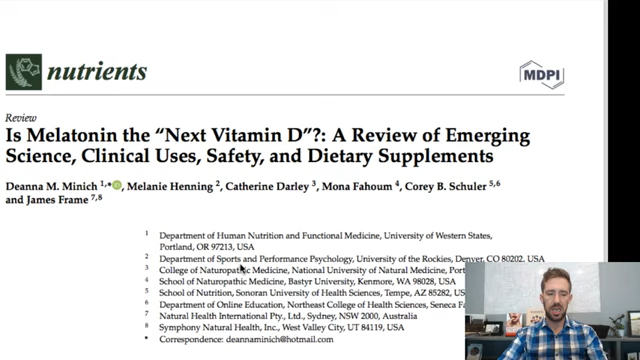 nutrients
MDPI
Review
Is Melatonin the “Next Vitamin D”?: A Review of Emerging
Science, Clinical Uses, Safety, and Dietary Supplements
Deanna M. Minich 1,*, Melanie Henning 2, Catherine Darley 3, Mona Fahoum 4, Corey B. Schuler 5,6
and James Frame 7,8
1 Department of Human Nutrition and Functional Medicine, University of Western States,
Portland, OR 97213, USA
2 Department of Sports and Performance Psychology, University of the Rockies, Denver, CO 80202, USA
3 College of Naturopathic Medicine, National University of Natural Medicine,
4 School of Naturopathic Medicine, Bastyr University, Kenmore, WA 98028, USA
5 School of Nutrition, Sonoran University of Health Sciences, Tempe, AZ 85282,
6 Department of Online Education, Northeast College of Health Sciences, Seneca
7 Natural Health International Pty., Ltd., Sydney, NSW 2000, Australia
8 Symphony Natural Health, Inc., West Valley City, UT 84119, USA
* Correspondence: deannaminich@hotmail.com